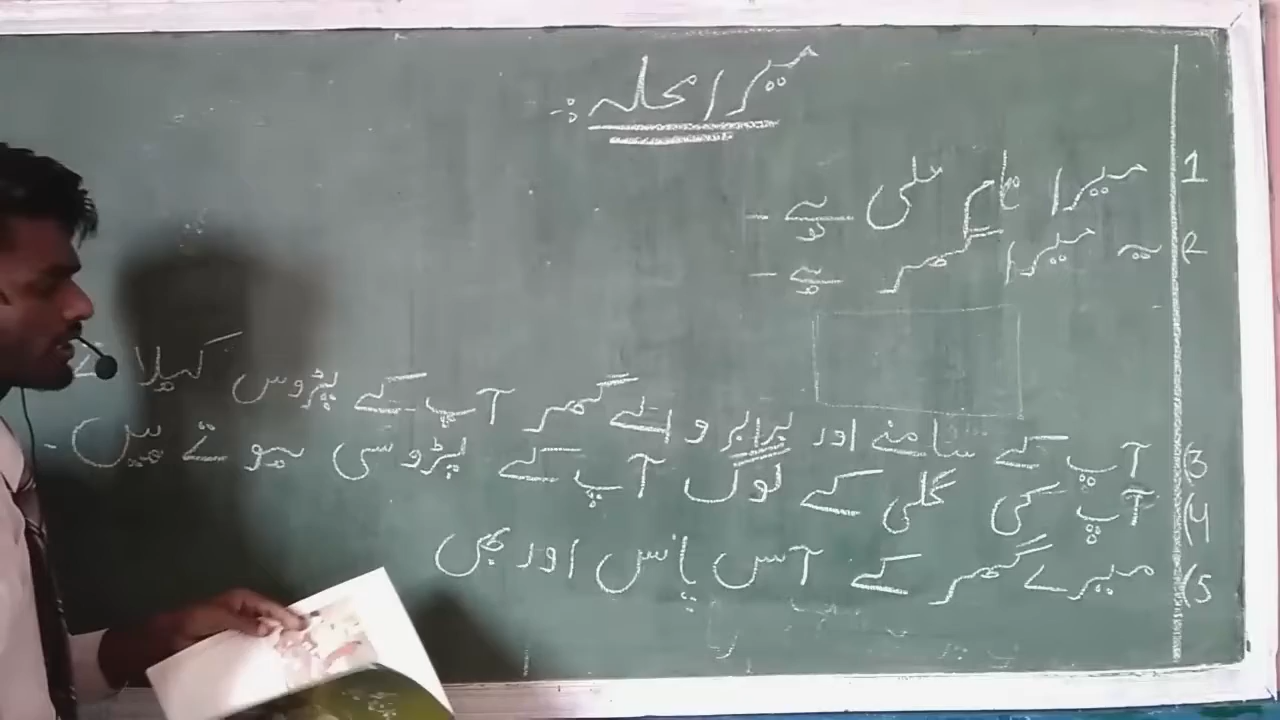 میرا محلہ :-
1 میرا نام علی ہے -
2 یہ میرا گھر ہے -
3) آپ کے سامنے اور برابر والے گھر آپ کے پڑوس کہلاتے
4) آپ کی گلی کے لوگ آپ کے پڑوسی ہوتے ہیں -
5) میرے گھر کے آس پاس اور بھی